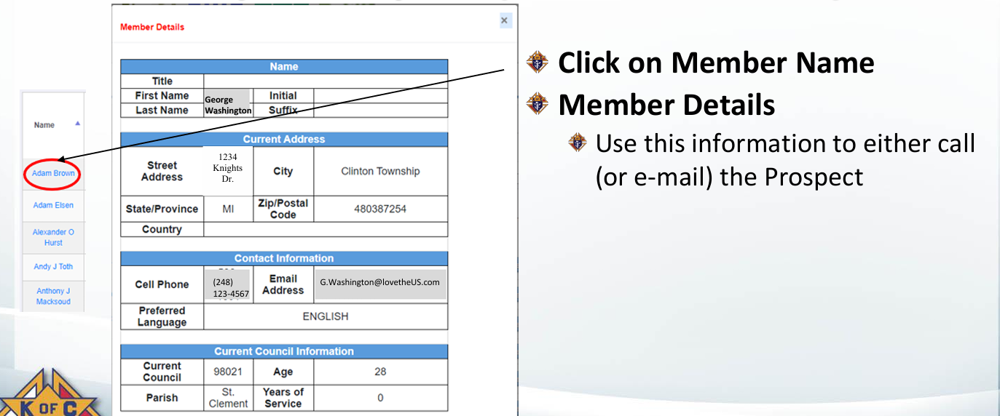 Member Details
×
Name
Title
First Name George Initial
Last Name Washington Suffix
Current Address
Street Address 1234 Knights Dr. City Clinton Township
State/Province MI Zip/Postal Code 480387254
Country
Contact Information
Cell Phone (248) 123-4567 Email Address G.Washington@lovetheUS.com
Preferred Language ENGLISH
Current Council Information
Current Council 98021 Age 28
Parish St. Clement Years of Service 0
Name
Adam Brown
Adam Elsen
Alexander O
Hurst
Andy J Toth
Anthony J
Macksoud
K OF C
Click on Member Name
Member Details
Use this information to either call
(or e-mail) the Prospect